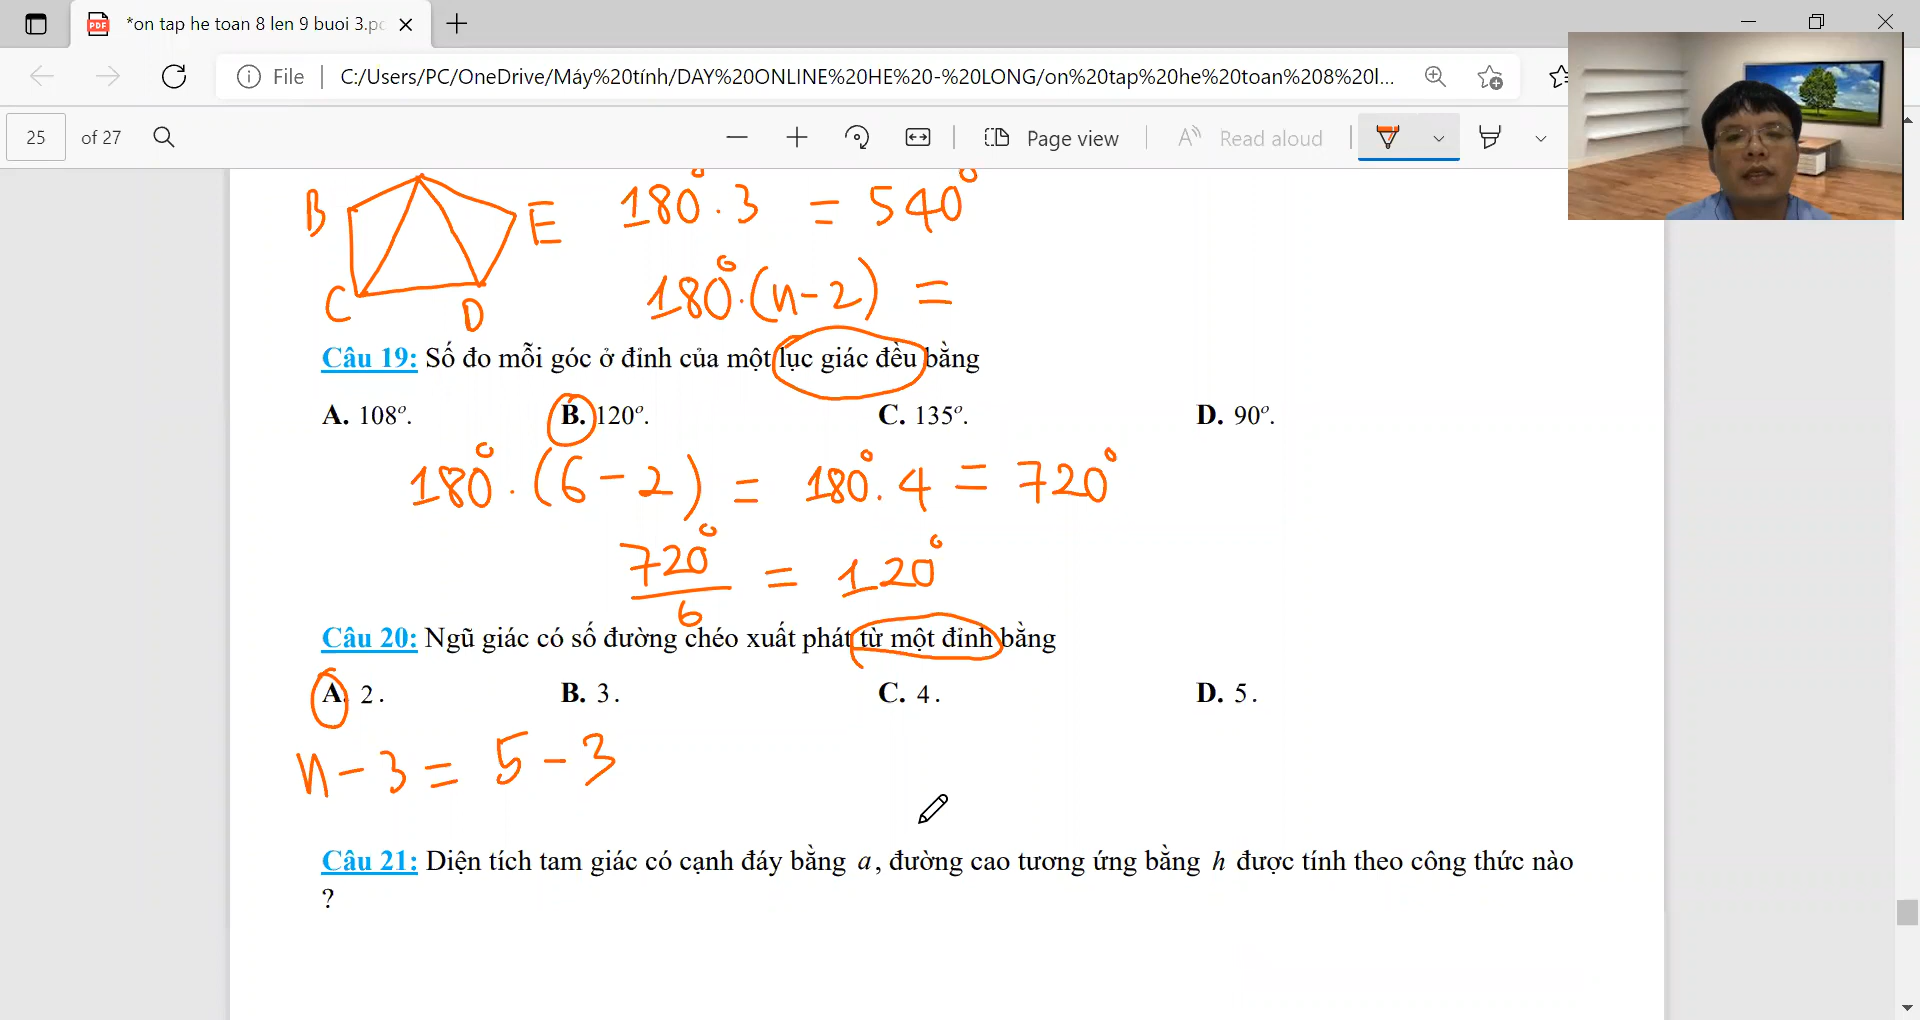 *on tap he toan 8 len 9 buoi 3.pd
File
C:/Users/PC/OneDrive/Máy%20tính/DAY%20ONLINE%20HE%20-%20LONG/on%20tap%20he%20toan%208%20l...
25 of 27
Page view
Read aloud
B E 180°.3 = 540°
C D 180°.(n-2) =
Câu 19: Số đo mỗi góc ở đỉnh của một lục giác đều bằng
A. 108°. B. 120°. C. 135°. D. 90°.
180°.(6-2) = 180°.4 = 720°
720°/6 = 120°
Câu 20: Ngũ giác có số đường chéo xuất phát từ một đỉnh bằng
A. 2. B. 3. C. 4. D. 5.
n-3 = 5-3
Câu 21: Diện tích tam giác có cạnh đáy bằng a, đường cao tương ứng bằng h được tính theo công thức nào
?